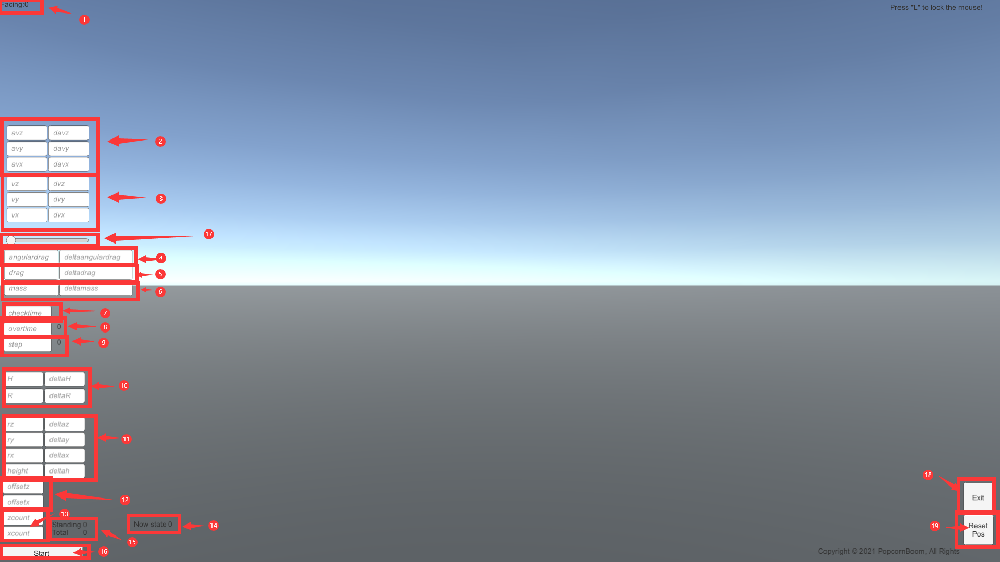 Facing:0
Press "L" to lock the mouse!
1
avz davz
2
avy davy
avx davx
vz dvz
3
vy dvy
vx dvx
17
angulardrag deltaangulardrag
4
drag deltadrag
5
mass deltamass
6
checktime
7
overtime 0
8
step 0
9
H deltaH
10
R deltaR
rz deltaz
11
ry deltay
rx deltax
height deltah
18
offsetz
12
offsetx
Exit
13
zcount
Standing 0
Now state 0
14
19
Reset
Pos
xcount
Total 0
15
16
Start
Copyright © 2021 PopcornBoom, All Rights